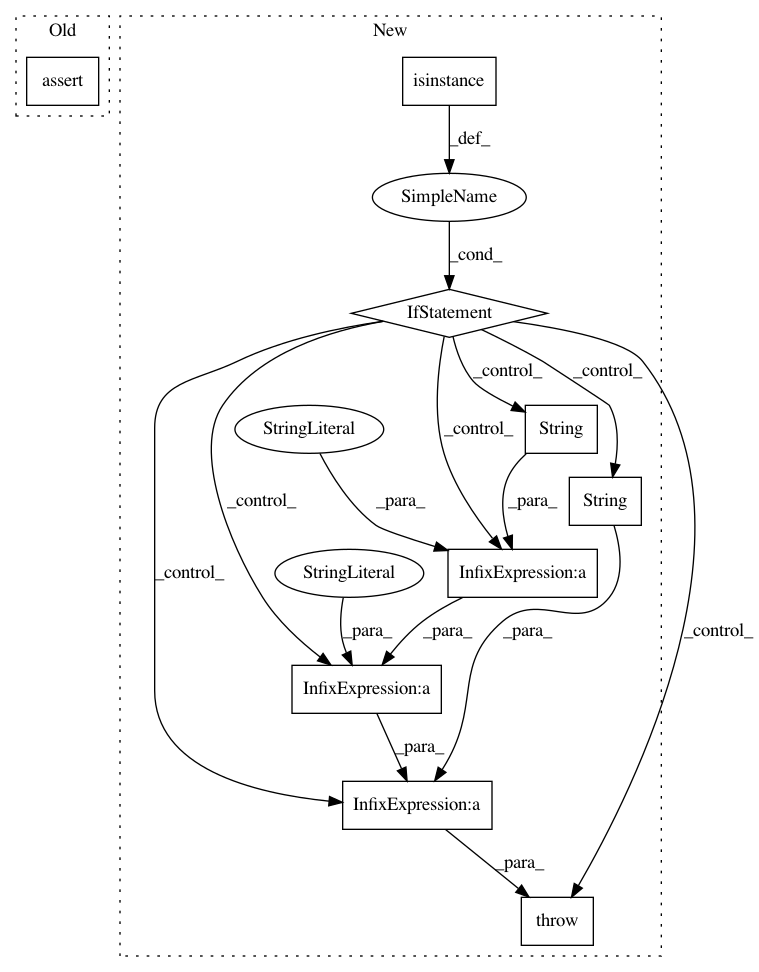 Old
New
assert
isinstance
_def_
SimpleName
_cond_
IfStatement
_control_
_control_
StringLiteral
_control_
String
_control_
_para_
_para_
String
StringLiteral
InfixExpression:a
_control_
_para_
_para_
_para_
_control_
InfixExpression:a
_para_
InfixExpression:a
_para_
throw